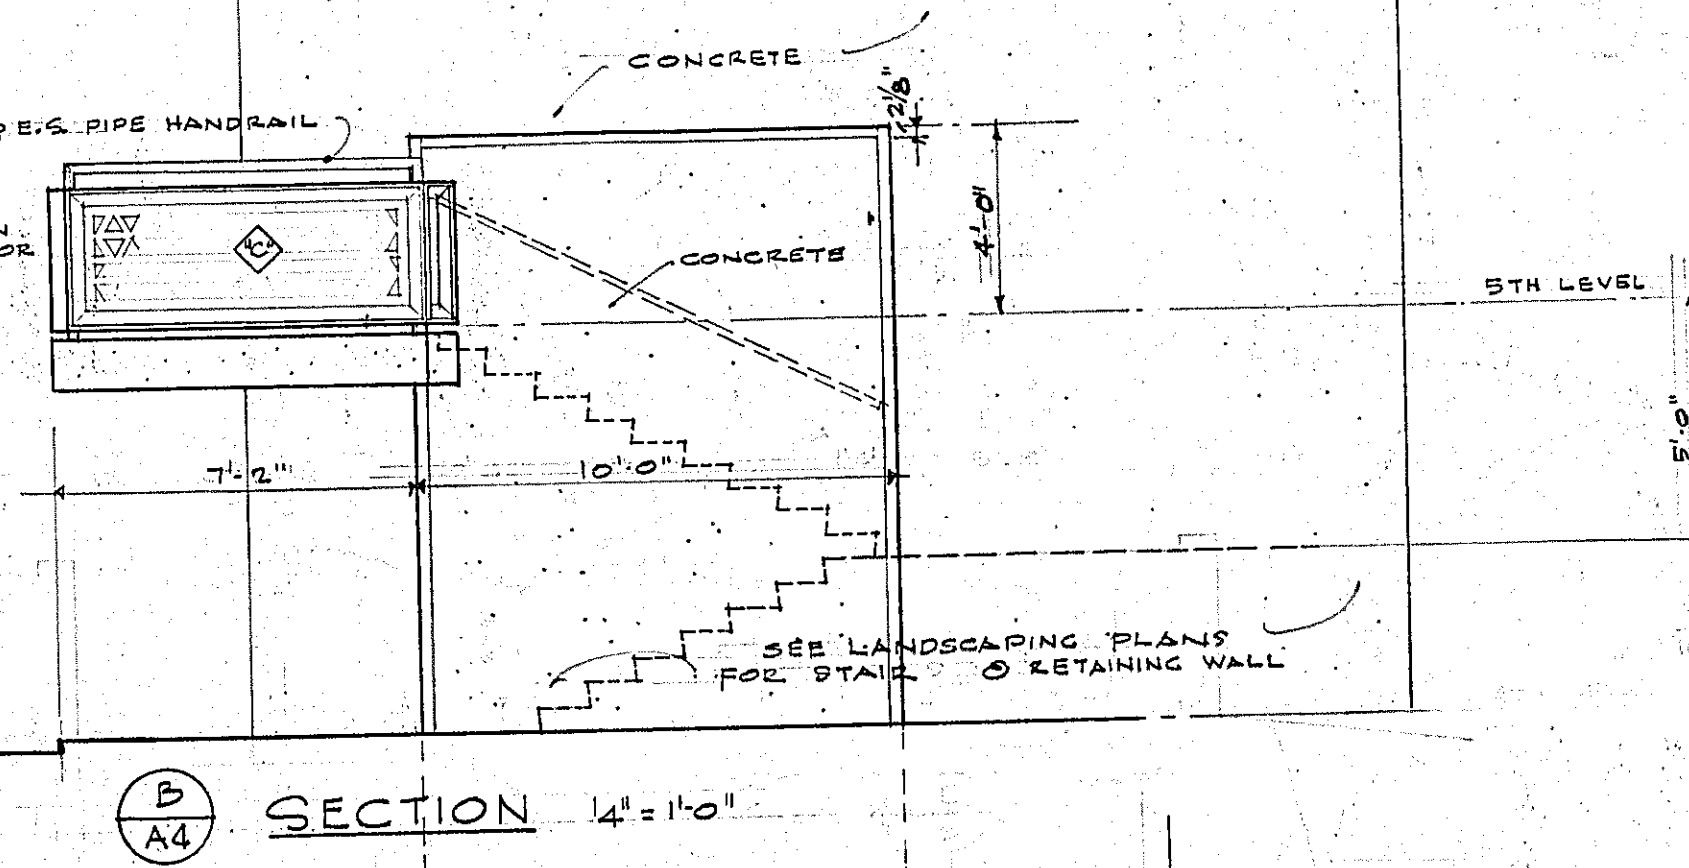 CONCRETE
E.S. PIPE HANDRAIL
2 1/8"
4'-0"
"C"
CONCRETE
5TH LEVEL
5'-0"
7'-2"
10'-0"
SEE LANDSCAPING PLANS
FOR STAIR @ RETAINING WALL
B
A4
SECTION 1/4" = 1'-0"